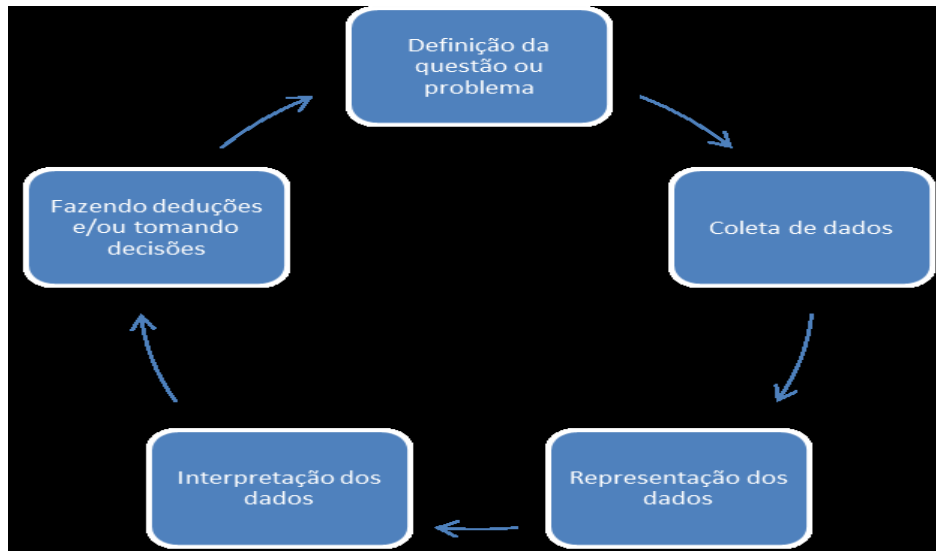 Definição da
questão ou
problema
Coleta de dados
Representação dos
dados
Interpretação dos
dados
Fazendo deduções
e/ou tomando
decisões